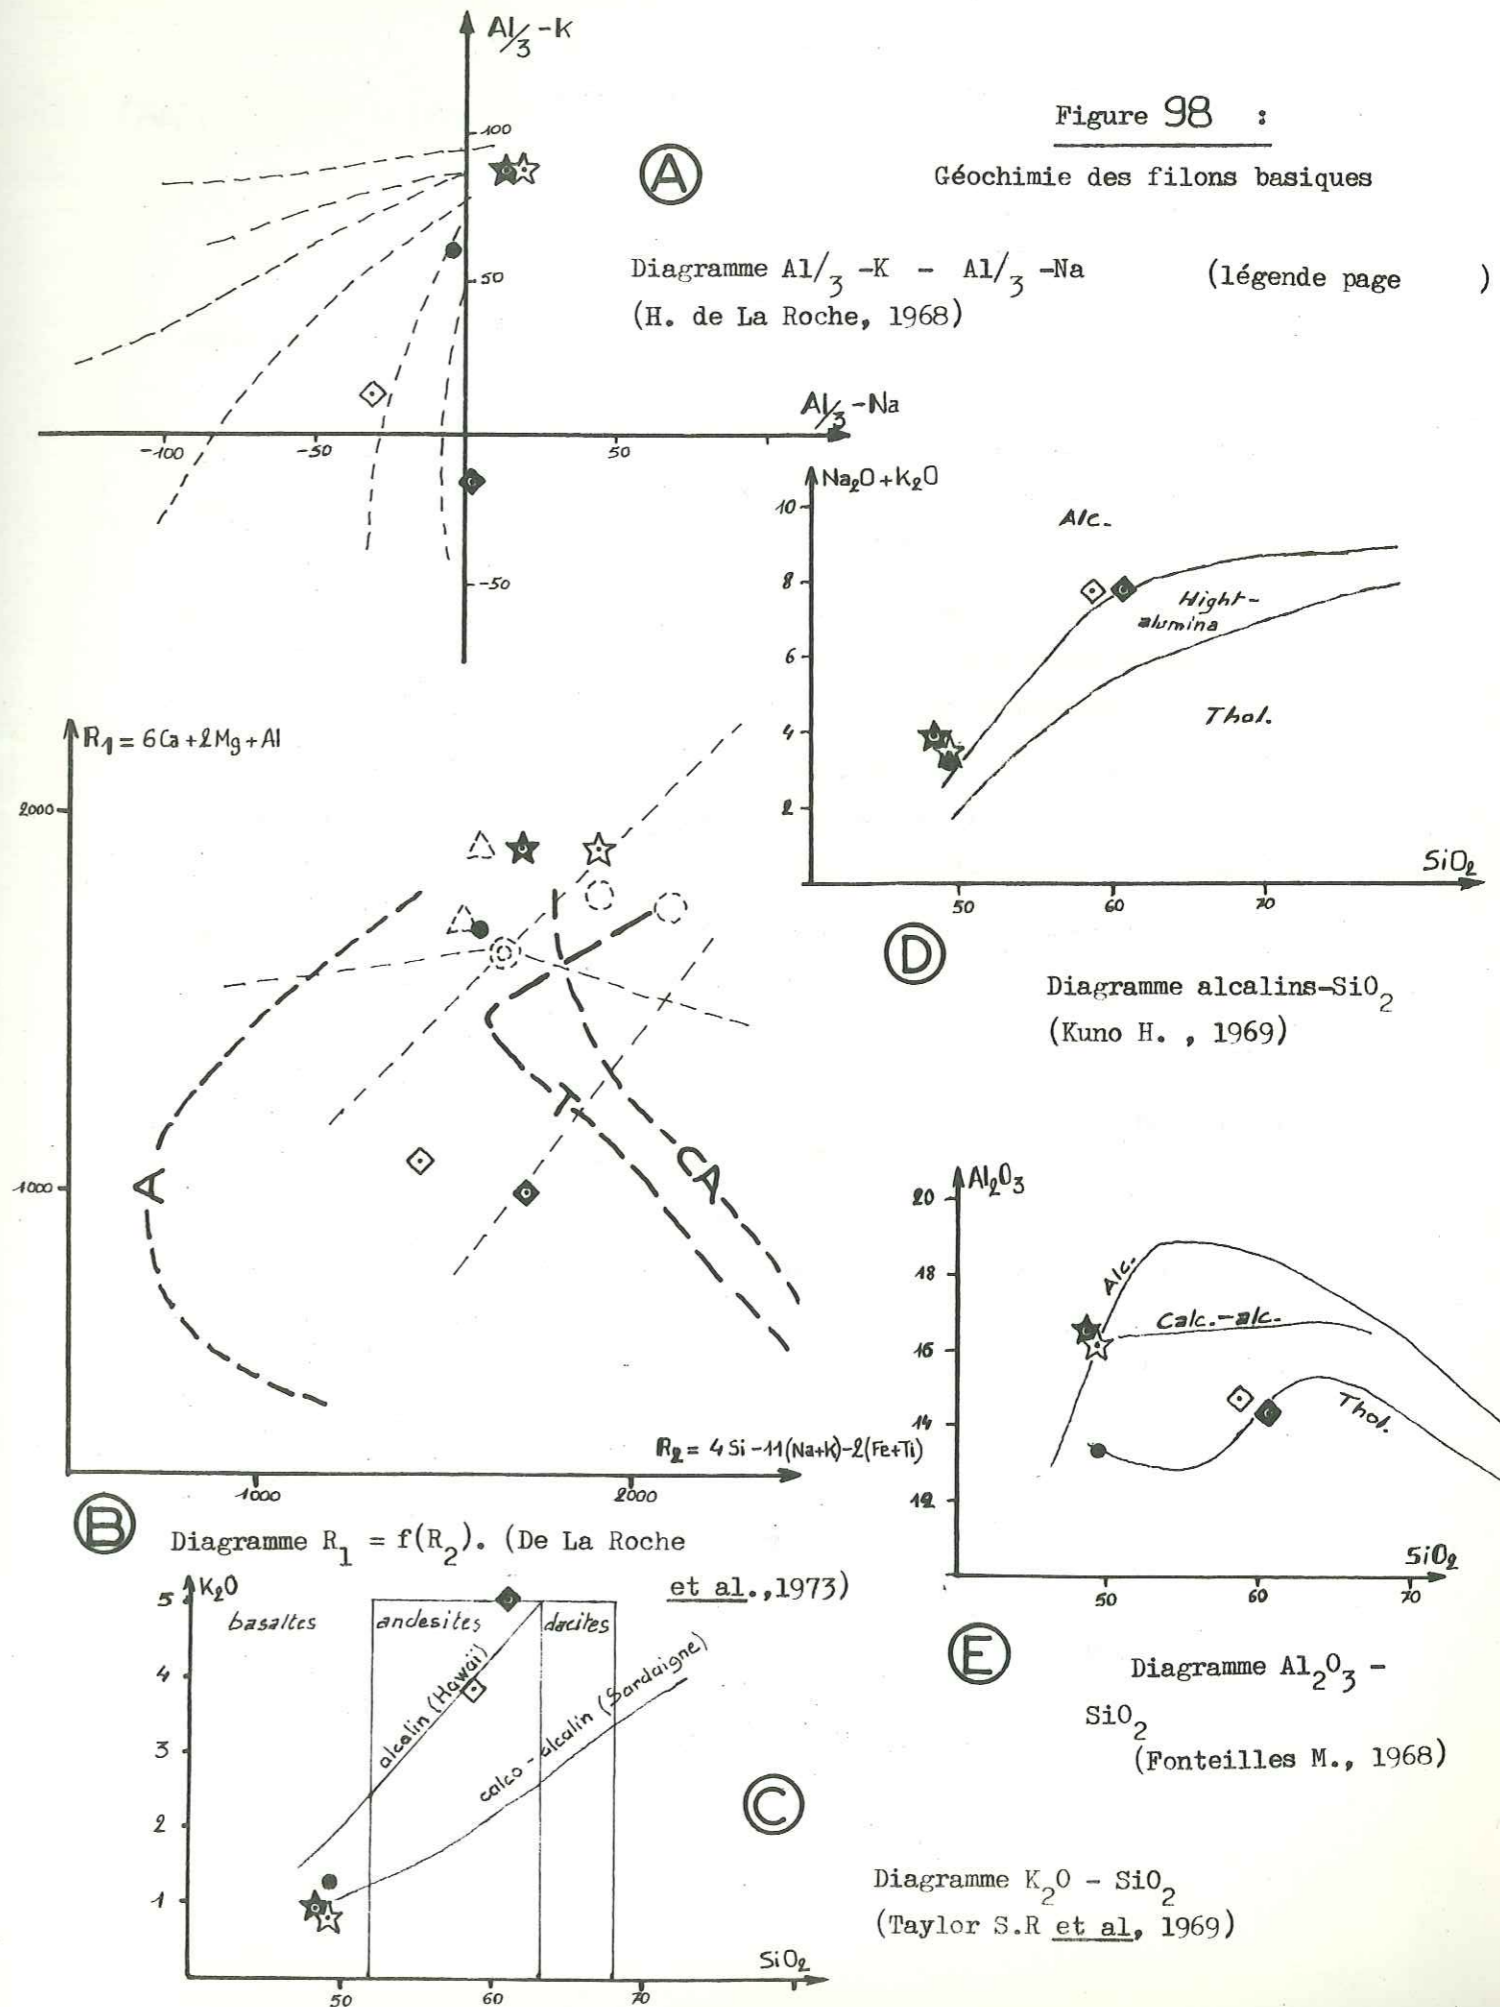 Al/3 -K
Figure 98 :
Géochimie des filons basiques
100
A
Diagramme Al/3 -K - Al/3 -Na (légende page )
(H. de La Roche, 1968)
50
Al/3 -Na
-100
-50
50
-50
Na2O+K2O
10
Alc.
8
Hight-
alumina
6
Thol.
4
2
SiO2
50
60
70
D
Diagramme alcalins-SiO2
(Kuno H. , 1969)
R1 = 6Ca+2Mg+Al
2000
T
CA
A
1000
R2 = 4Si-11(Na+K)-2(Fe+Ti)
1000
2000
B
Diagramme R1 = f(R2). (De La Roche
et al.,1973)
Al2O3
20
18
Alc.
Calc.-alc.
16
14
Thol.
12
SiO2
50
60
70
E
Diagramme Al2O3 -
SiO2
(Fonteilles M., 1968)
K2O
5
basaltes
andesites
dacites
4
alcalin (Hawaï)
calco-alcalin (Sardaigne)
3
2
1
SiO2
50
60
70
C
Diagramme K2O - SiO2
(Taylor S.R et al, 1969)